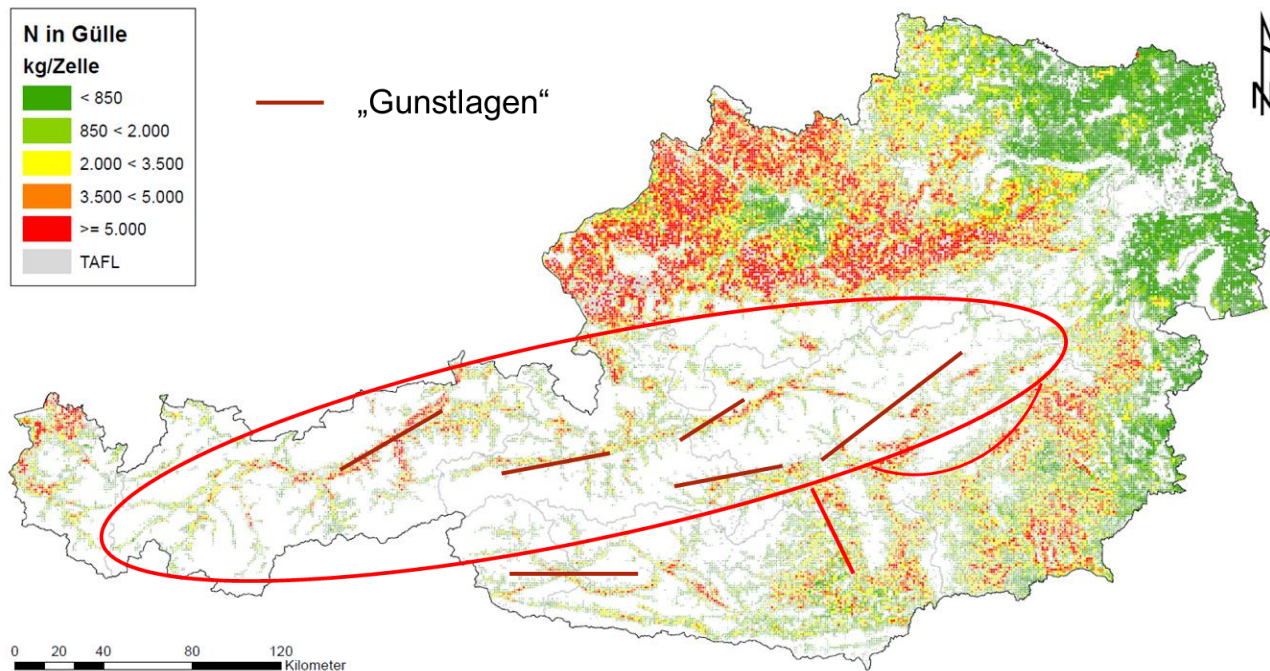 N in Gülle
kg/Zelle
< 850
850 < 2.000
2.000 < 3.500
3.500 < 5.000
>= 5.000
TAFL
„Gunstlagen“
N
0 20 40 80 120
Kilometer